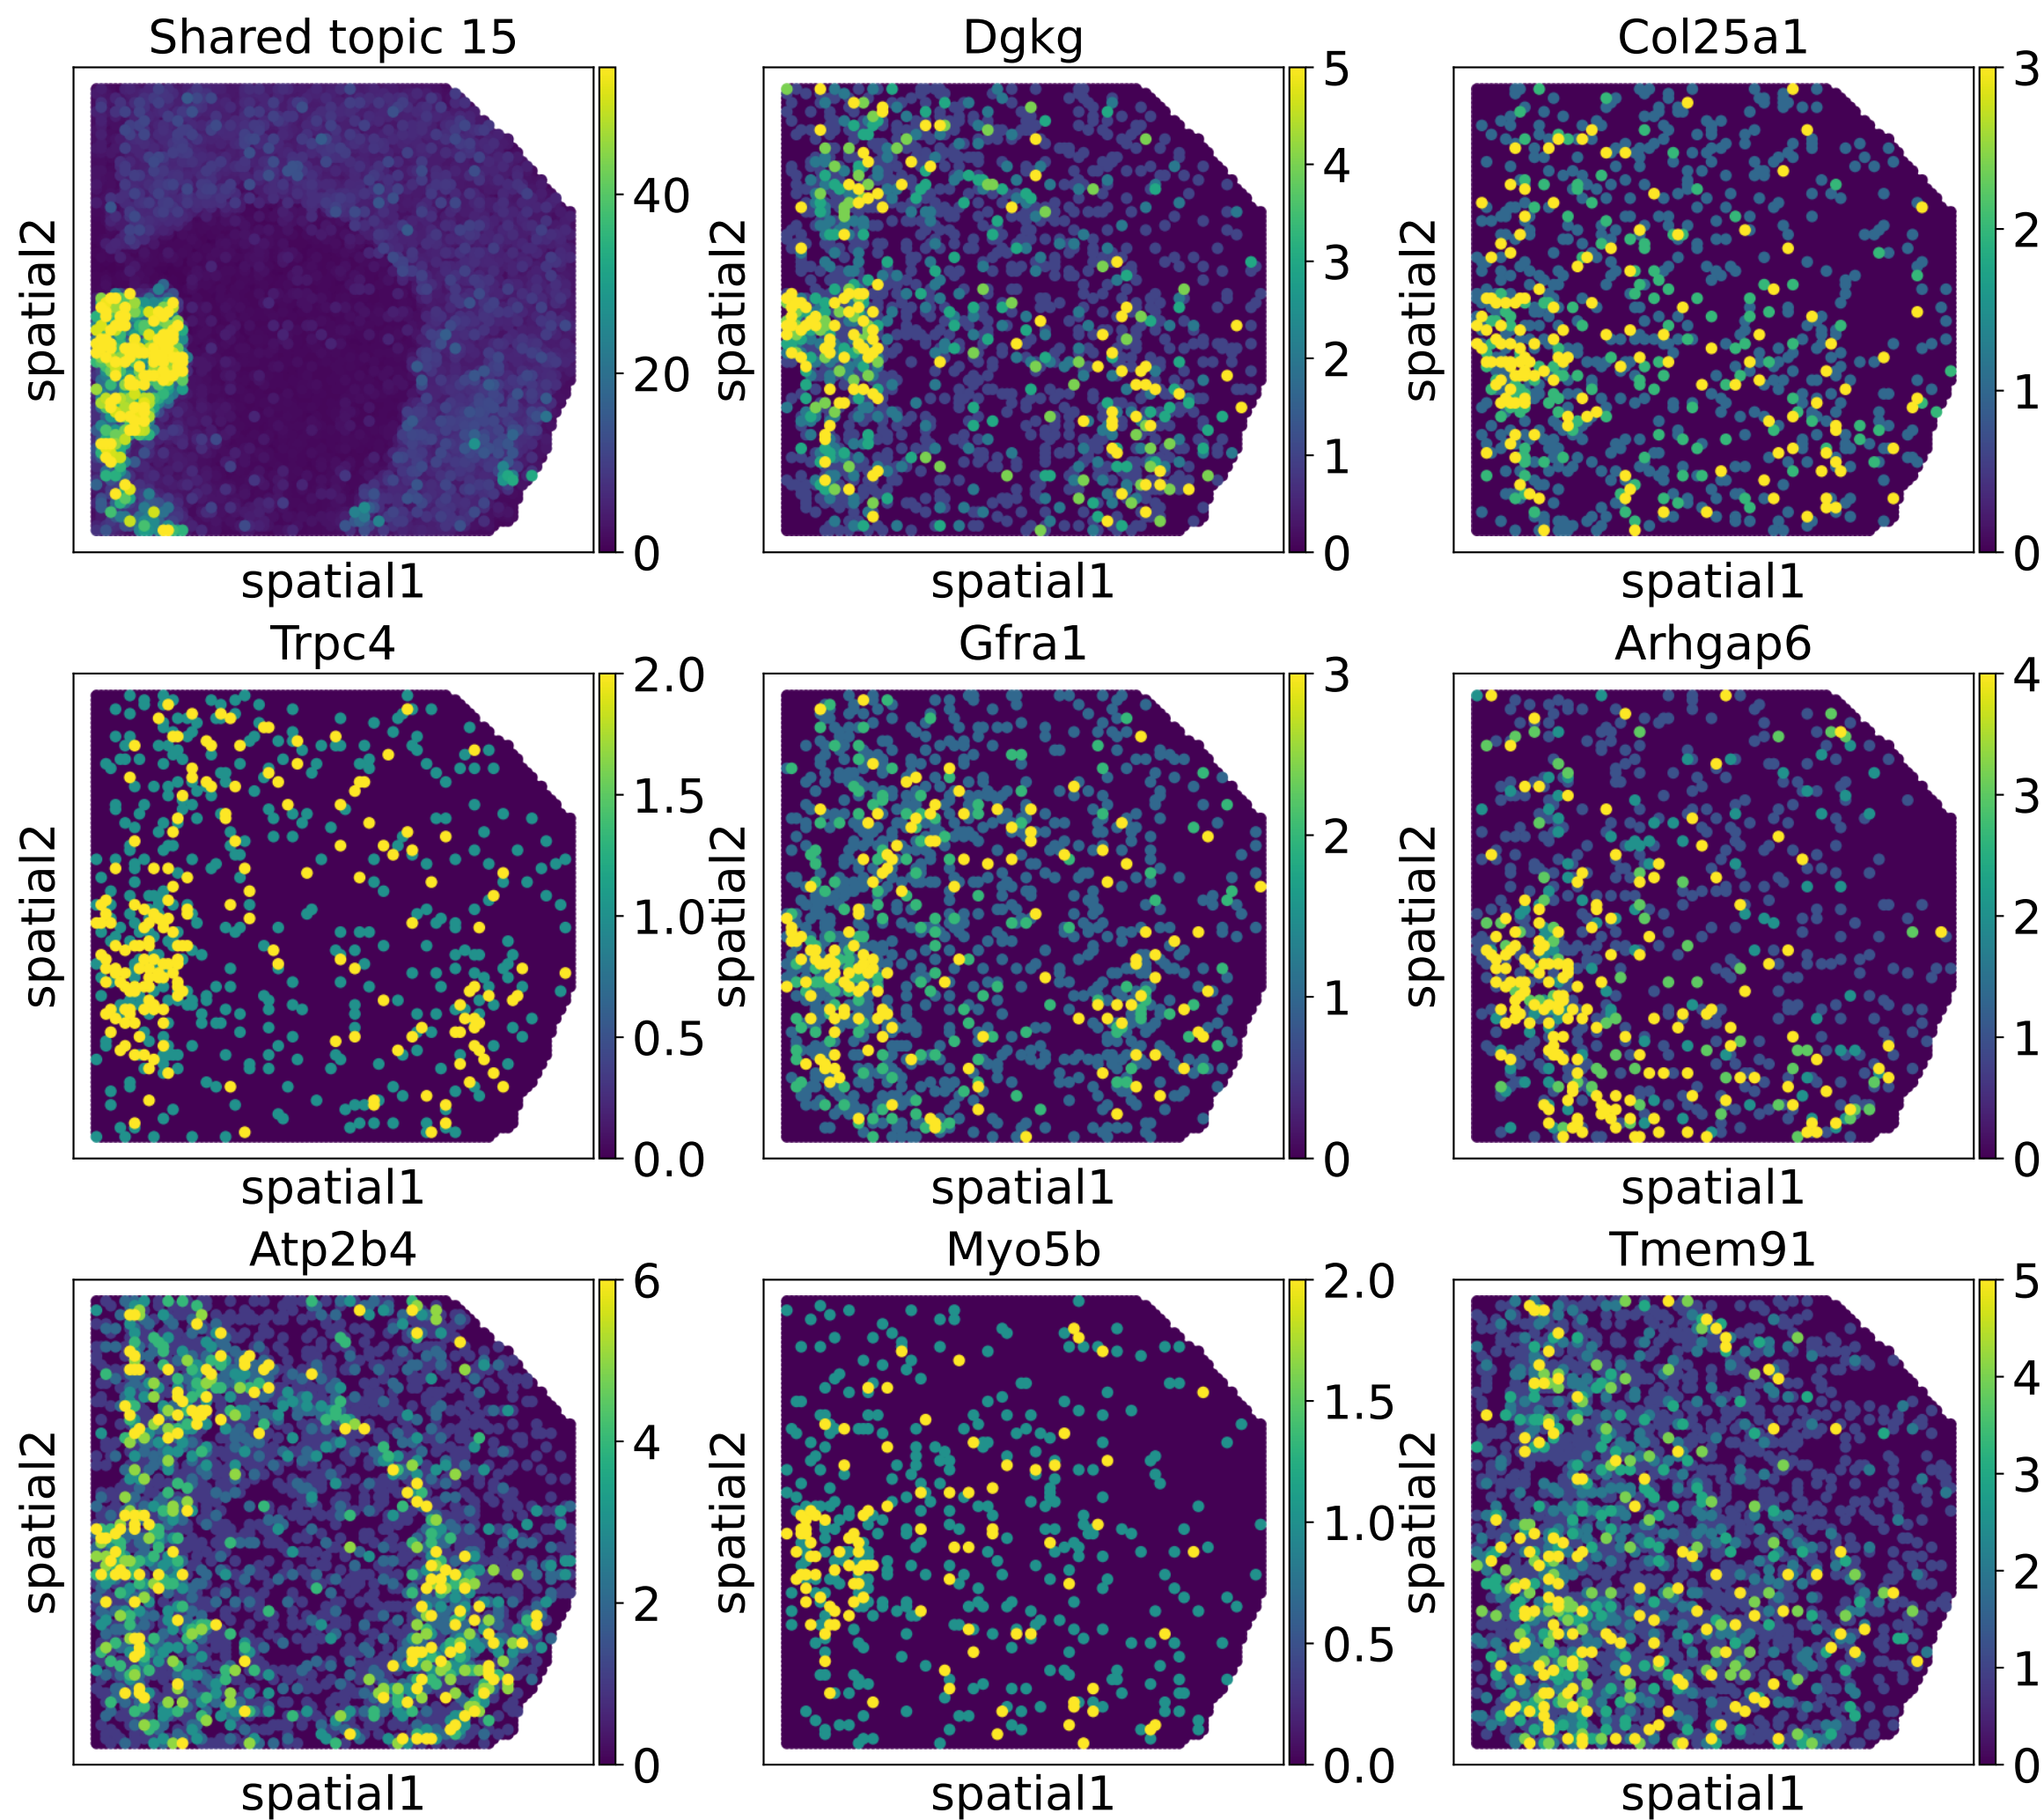 Shared topic 15
spatial2
spatial1
40
20
0
Dgkg
spatial2
spatial1
5
4
3
2
1
0
Col25a1
spatial2
spatial1
3
2
1
0
Trpc4
spatial2
spatial1
2.0
1.5
1.0
0.5
0.0
Gfra1
spatial2
spatial1
3
2
1
0
Arhgap6
spatial2
spatial1
4
3
2
1
0
Atp2b4
spatial2
spatial1
6
4
2
0
Myo5b
spatial2
spatial1
2.0
1.5
1.0
0.5
0.0
Tmem91
spatial2
spatial1
5
4
3
2
1
0